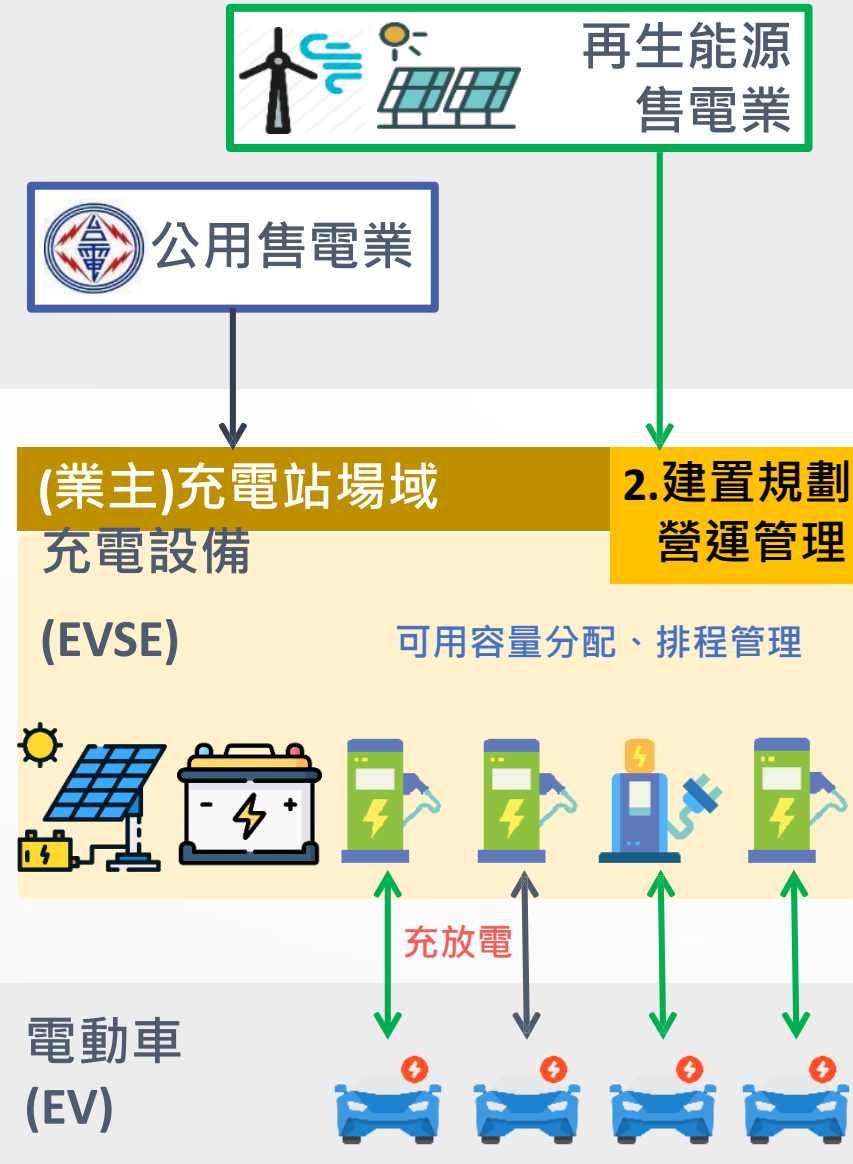 再生能源
售電業
台電
公用售電業
(業主)充電站場域
2.建置規劃
營運管理
充電設備
(EVSE)
可用容量分配、排程管理
充放電
電動車
(EV)